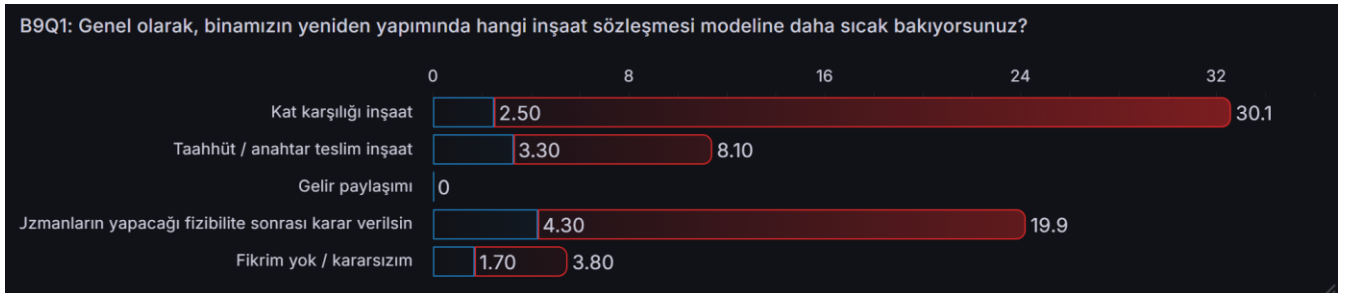 B9Q1: Genel olarak, binamızın yeniden yapımında hangi inşaat sözleşmesi modeline daha sıcak bakıyorsunuz?
0 8 16 24 32
Kat karşılığı inşaat 2.50 30.1
Taahhüt / anahtar teslim inşaat 3.30 8.10
Gelir paylaşımı 0
Jzmanların yapacağı fizibilite sonrası karar verilsin 4.30 19.9
Fikrim yok / kararsızım 1.70 3.80